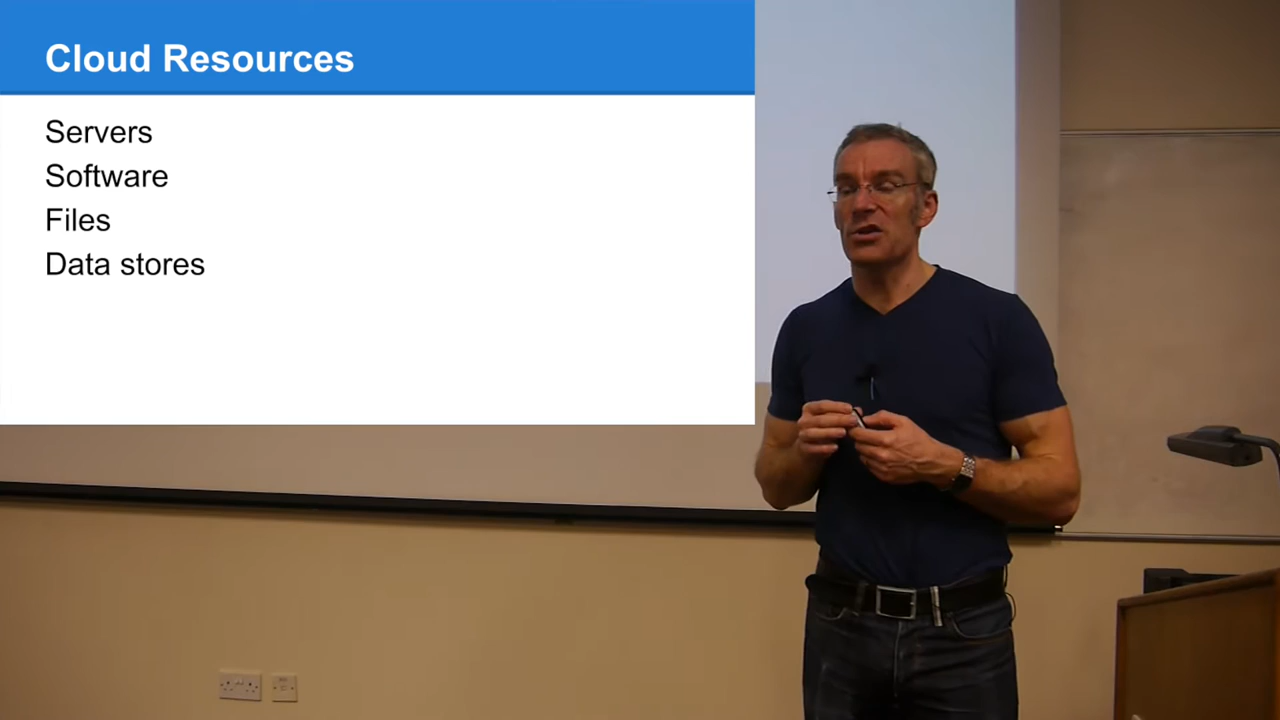 Cloud Resources
Servers
Software
Files
Data stores